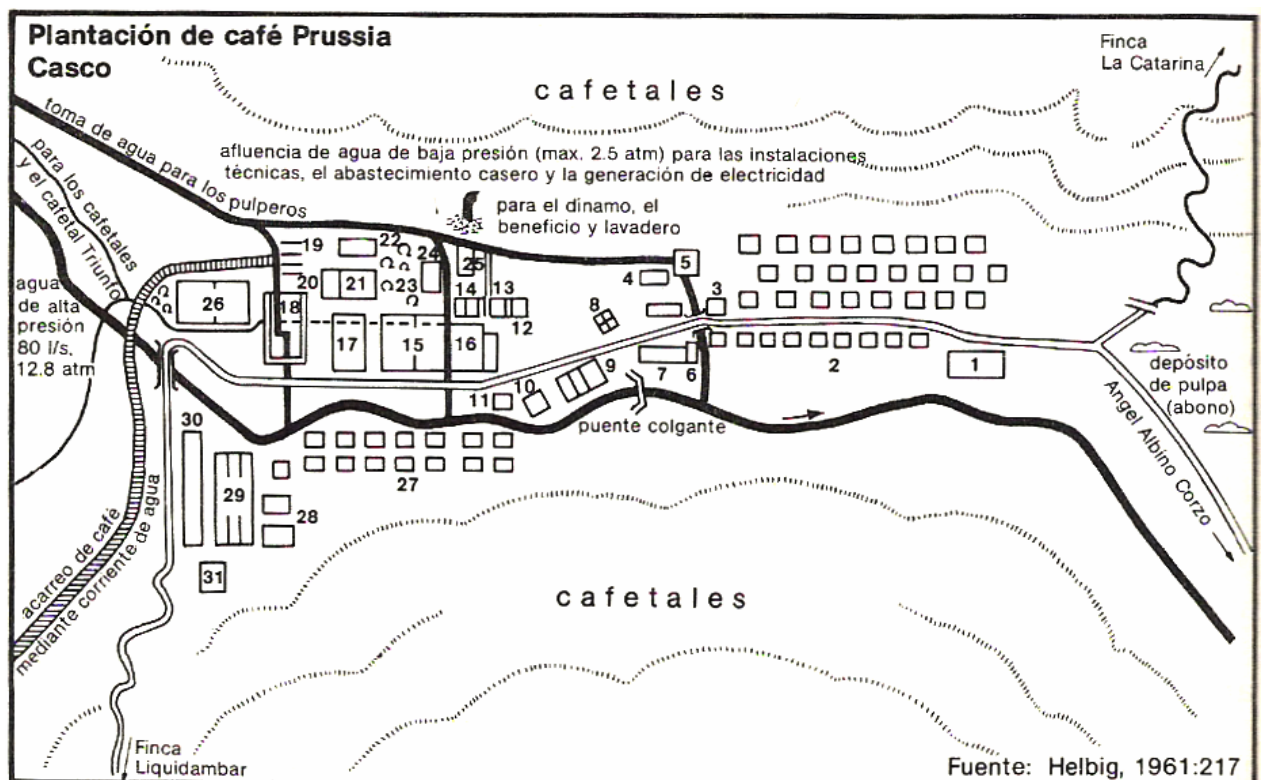 Plantación de café Prussia
Casco
Finca
La Catarina
cafetales
toma de agua para los pulperos
para los cafetales
y el cafetal Triunfo
afluencia de agua de baja presión (max. 2.5 atm) para las instalaciones
técnicas, el abastecimiento casero y la generación de electricidad
para el dinamo, el
beneficio y lavadero
agua
de alta
presión
80 l/s,
12.8 atm
19
22
24
25
5
20
21
23
4
3
26
18
14
13
12
8
17
15
16
2
1
9
7
6
10
11
depósito
de pulpa
(abono)
puente colgante
Angel Albino Corzo
30
29
27
28
31
acarreo de café
mediante corriente de agua
cafetales
Finca
Liquidambar
Fuente: Helbig, 1961:217